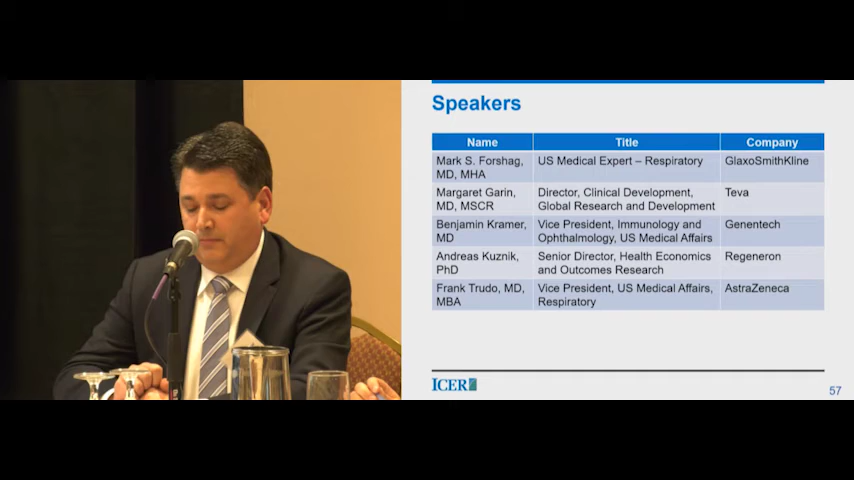 Speakers
Name Title Company
Mark S. Forshag, US Medical Expert – Respiratory GlaxoSmithKline
MD, MHA
Margaret Garin, Director, Clinical Development, Teva
MD, MSCR Global Research and Development
Benjamin Kramer, Vice President, Immunology and Genentech
MD Ophthalmology, US Medical Affairs
Andreas Kuznik, Senior Director, Health Economics Regeneron
PhD and Outcomes Research
Frank Trudo, MD, Vice President, US Medical Affairs, AstraZeneca
MBA Respiratory
ICER
57